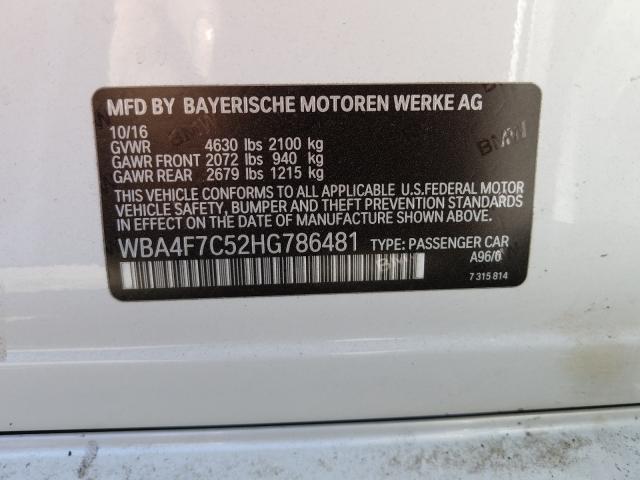 MFD BY BAYERISCHE MOTOREN WERKE AG
10/16
GVWR 4630 lbs 2100 kg
GAWR FRONT 2072 lbs 940 kg
GAWR REAR 2679 lbs 1215 kg
THIS VEHICLE CONFORMS TO ALL APPLICABLE U.S.FEDERAL MOTOR
VEHICLE SAFETY, BUMPER AND THEFT PREVENTION STANDARDS
IN EFFECT ON THE DATE OF MANUFACTURE SHOWN ABOVE.
WBA4F7C52HG786481 TYPE: PASSENGER CAR
A96/0
7 315 814
BMW
BMW